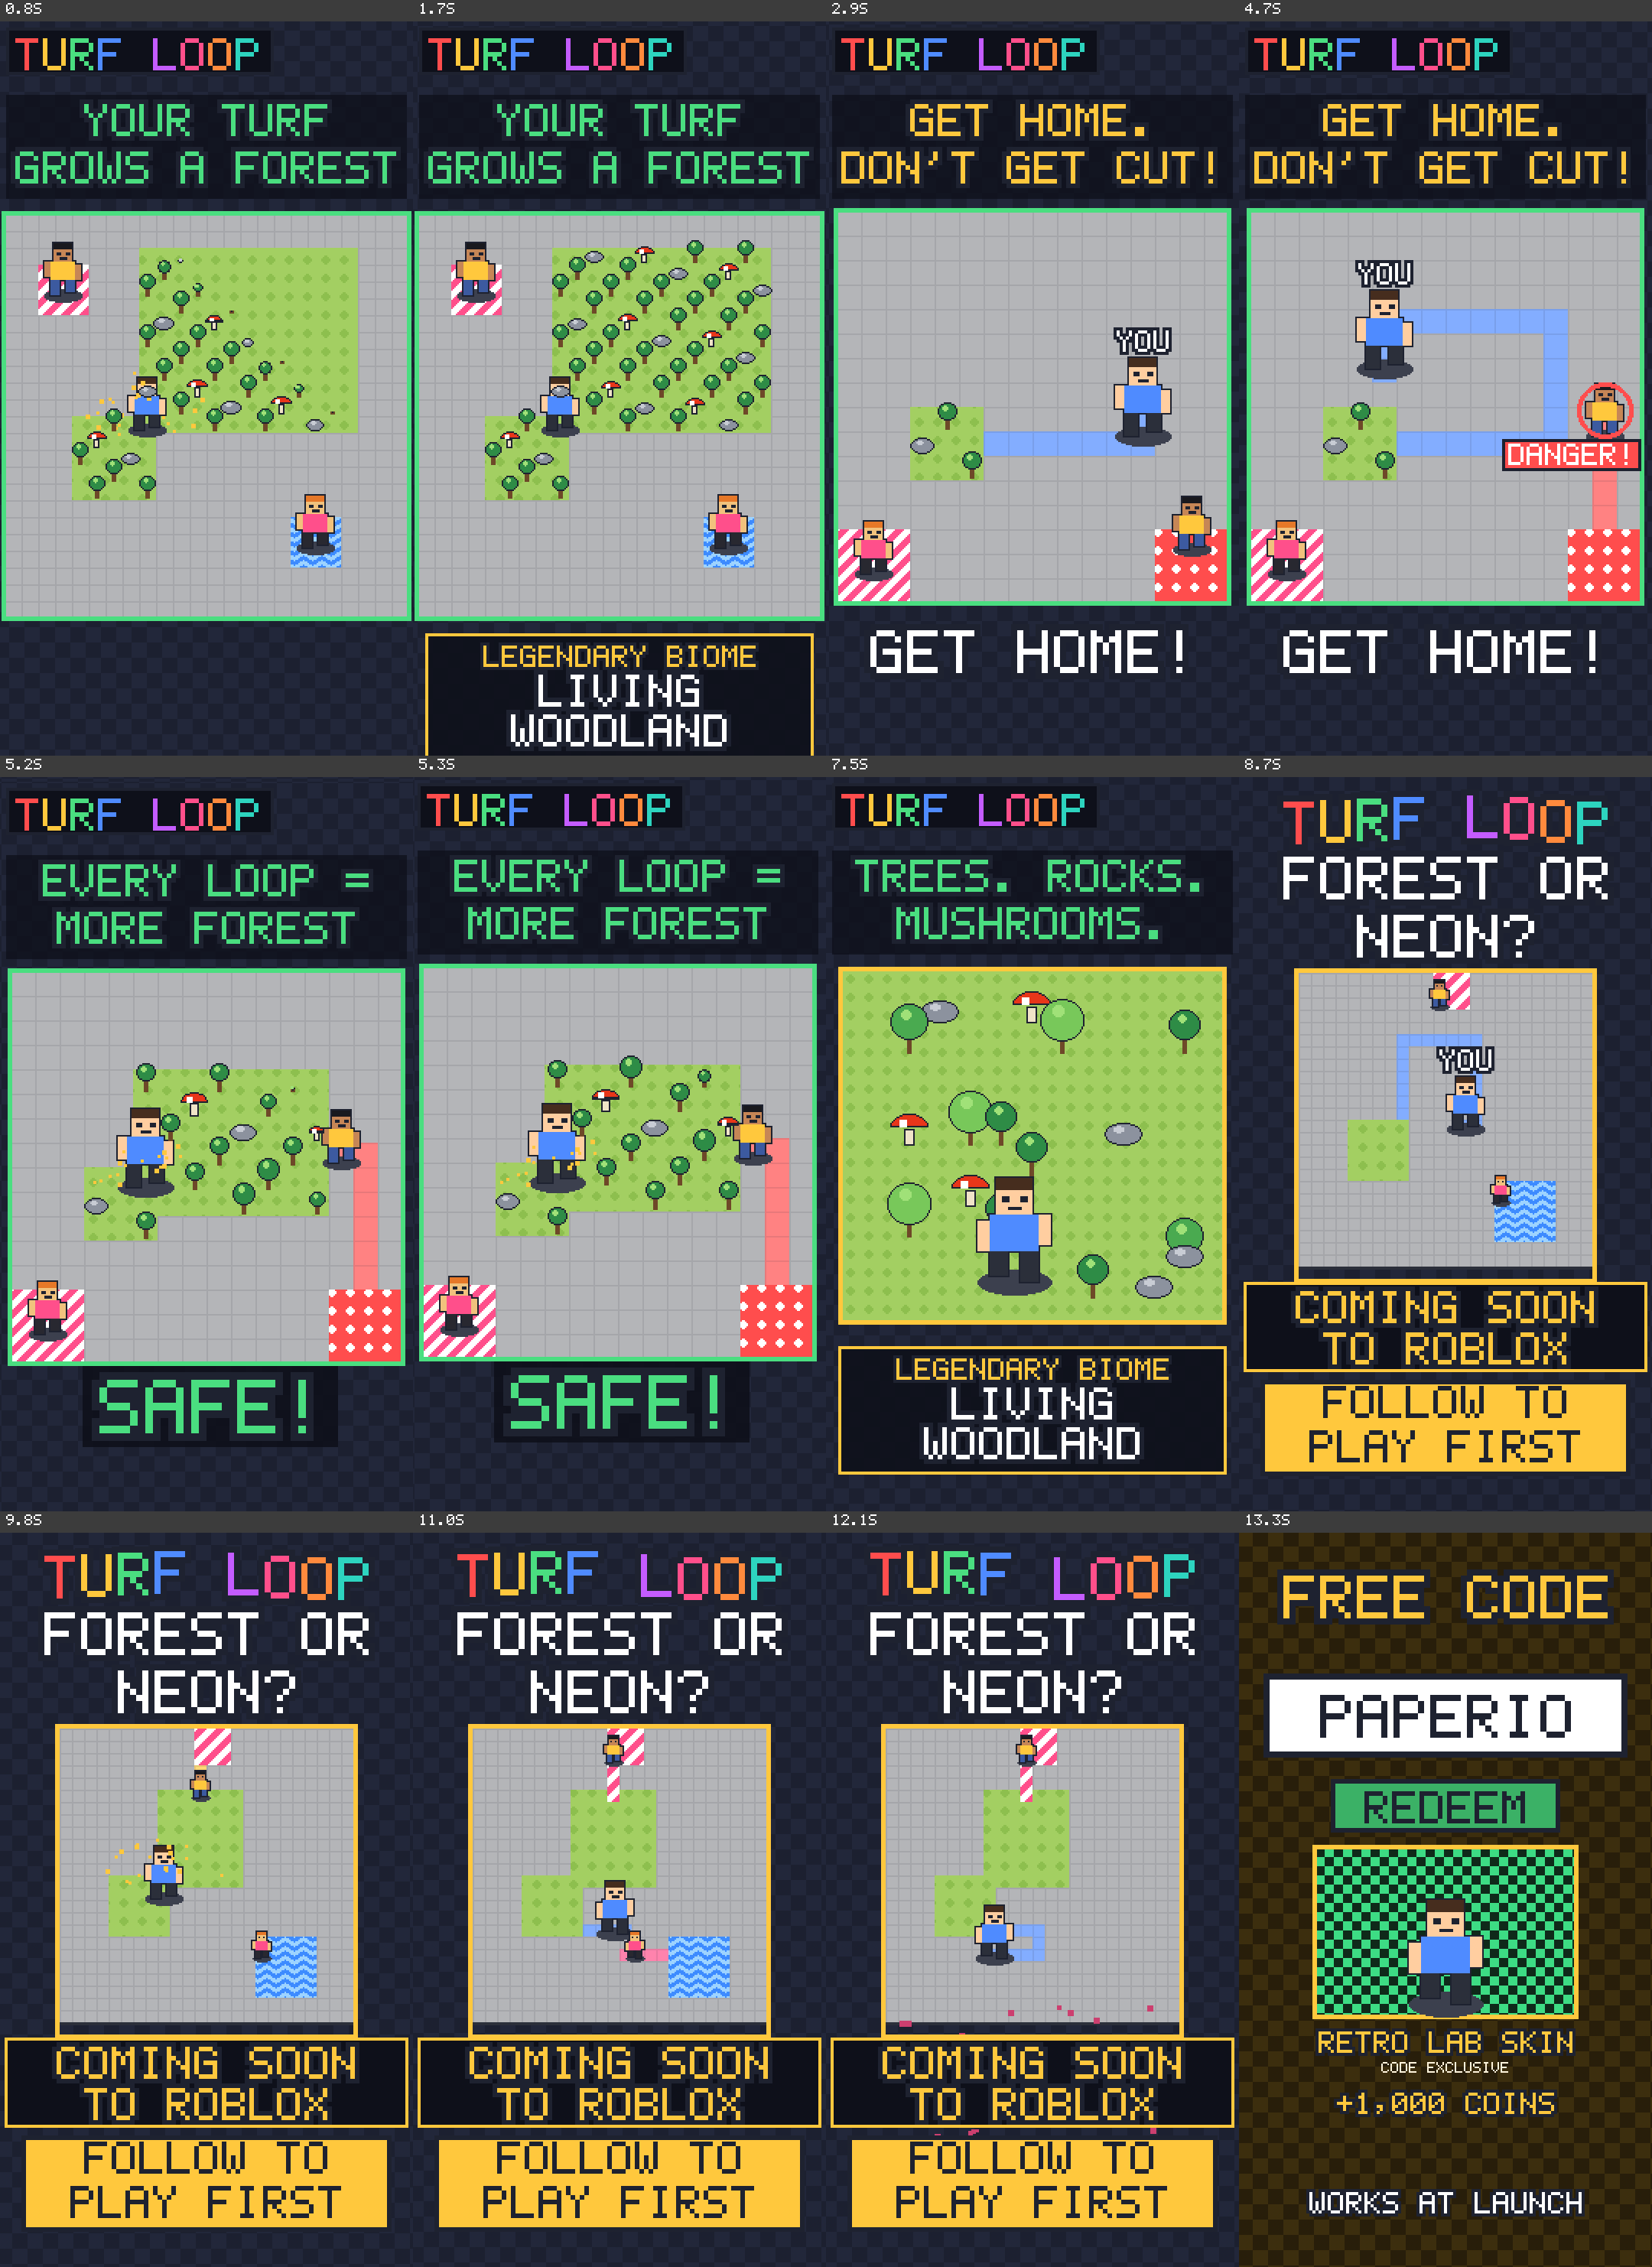 0.8S
TURF LOOP
YOUR TURF
GROWS A FOREST
1.7S
TURF LOOP
YOUR TURF
GROWS A FOREST
LEGENDARY BIOME
LIVING
WOODLAND
2.9S
TURF LOOP
GET HOME.
DON'T GET CUT!
YOU
GET HOME!
4.7S
TURF LOOP
GET HOME.
DON'T GET CUT!
YOU
DANGER!
GET HOME!
5.2S
TURF LOOP
EVERY LOOP =
MORE FOREST
SAFE!
5.3S
TURF LOOP
EVERY LOOP =
MORE FOREST
SAFE!
7.5S
TURF LOOP
TREES. ROCKS.
MUSHROOMS.
LEGENDARY BIOME
LIVING
WOODLAND
8.7S
TURF LOOP
FOREST OR
NEON?
YOU
COMING SOON
TO ROBLOX
FOLLOW TO
PLAY FIRST
9.8S
TURF LOOP
FOREST OR
NEON?
COMING SOON
TO ROBLOX
FOLLOW TO
PLAY FIRST
11.0S
TURF LOOP
FOREST OR
NEON?
COMING SOON
TO ROBLOX
FOLLOW TO
PLAY FIRST
12.1S
TURF LOOP
FOREST OR
NEON?
COMING SOON
TO ROBLOX
FOLLOW TO
PLAY FIRST
13.3S
FREE CODE
PAPERIO
REDEEM
RETRO LAB SKIN
CODE EXCLUSIVE
+1,000 COINS
WORKS AT LAUNCH